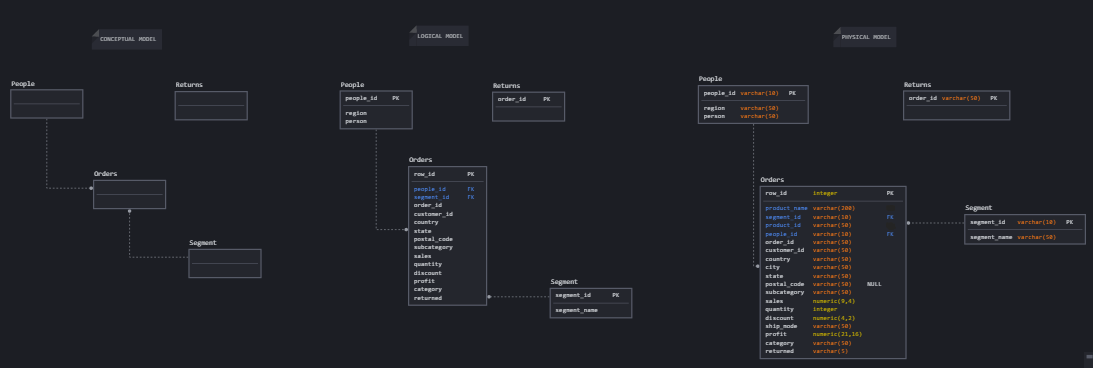 CONCEPTUAL MODEL
People
Returns
Orders
Segment
LOGICAL MODEL
People
people_id PK
region
person
Returns
order_id PK
Orders
row_id PK
people_id FK
segment_id FK
order_id
customer_id
country
state
postal_code
subcategory
sales
quantity
discount
profit
category
returned
Segment
segment_id PK
segment_name
PHYSICAL MODEL
People
people_id varchar(10) PK
region varchar(50)
person varchar(50)
Returns
order_id varchar(50) PK
Orders
row_id integer PK
product_name varchar(200)
segment_id varchar(10) FK
product_id varchar(50)
people_id varchar(10) FK
order_id varchar(50)
customer_id varchar(50)
country varchar(50)
city varchar(50)
state varchar(50)
postal_code varchar(50) NULL
subcategory varchar(50)
sales numeric(9,4)
quantity integer
discount numeric(4,2)
ship_mode varchar(50)
profit numeric(21,16)
category varchar(50)
returned varchar(5)
Segment
segment_id varchar(10) PK
segment_name varchar(50)